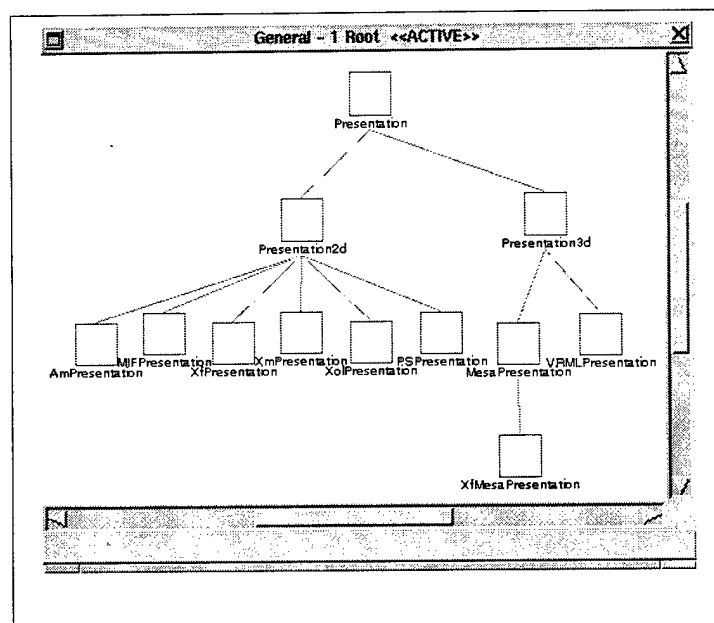 General - 1 Root <<ACTIVE>>
Presentation
Presentation2d
Presentation3d
AmPresentation
MIFPresentation
XfPresentation
XmPresentation
XolPresentation
PSPresentation
MesaPresentation
VRMLPresentation
XfMesaPresentation